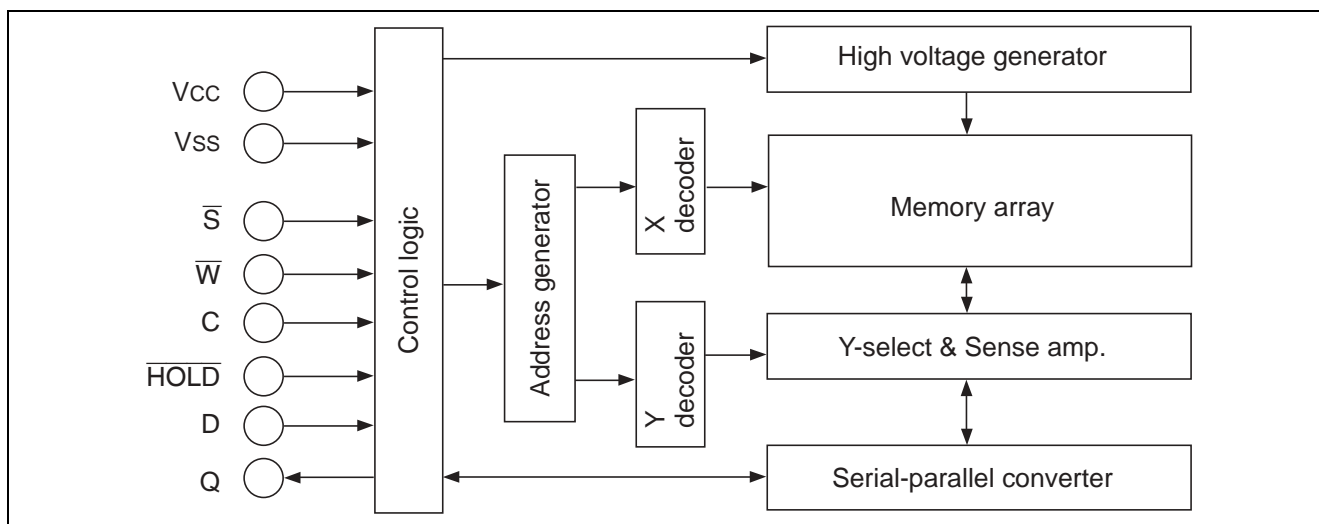 High voltage generator
Vcc
Vss
S̅
W̅
C
H̅O̅L̅D̅
D
Q
Control logic
Address generator
X
decoder
Y
decoder
Memory array
Y-select & Sense amp.
Serial-parallel converter